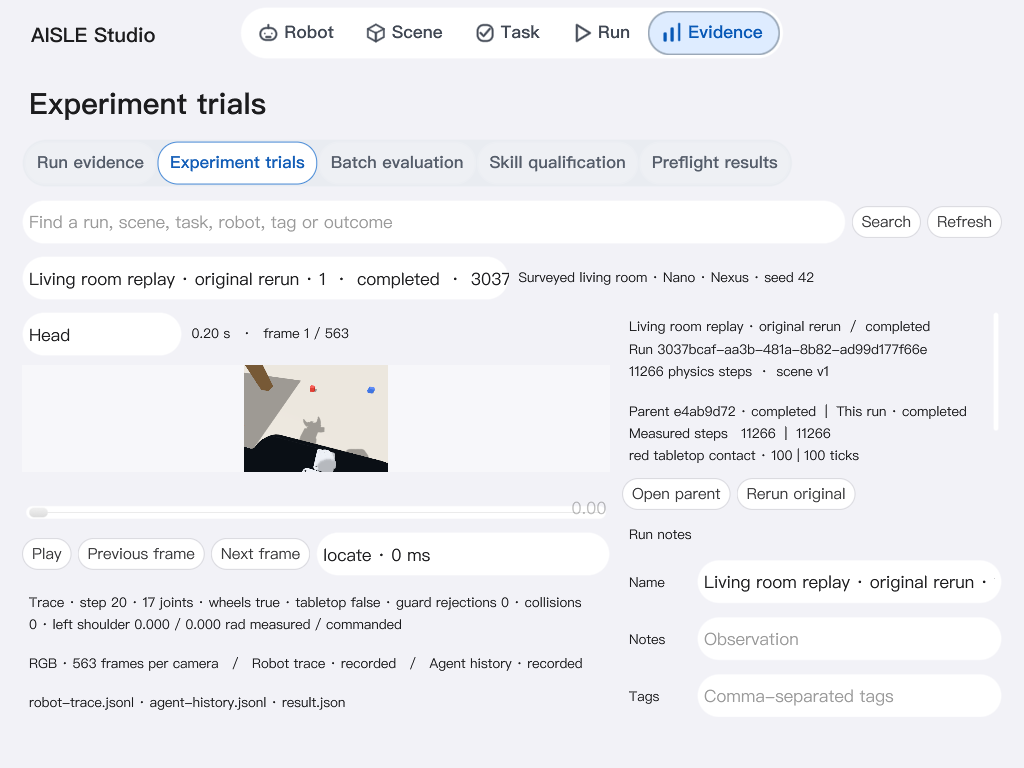 AISLE Studio
Robot
Scene
Task
Run
Evidence
Experiment trials
Run evidence
Experiment trials
Batch evaluation
Skill qualification
Preflight results
Find a run, scene, task, robot, tag or outcome
Search
Refresh
Living room replay · original rerun · 1 · completed · 3037
Surveyed living room · Nano · Nexus · seed 42
Head
0.20 s · frame 1 / 563
0.00
Play
Previous frame
Next frame
locate · 0 ms
Trace · step 20 · 17 joints · wheels true · tabletop false · guard rejections 0 · collisions
0 · left shoulder 0.000 / 0.000 rad measured / commanded
RGB · 563 frames per camera / Robot trace · recorded / Agent history · recorded
robot-trace.jsonl · agent-history.jsonl · result.json
Living room replay · original rerun / completed
Run 3037bcaf-aa3b-481a-8b82-ad99d177f66e
11266 physics steps · scene v1
Parent e4ab9d72 · completed | This run · completed
Measured steps 11266 | 11266
red tabletop contact · 100 | 100 ticks
Open parent
Rerun original
Run notes
Name
Living room replay · original rerun ·
Notes
Observation
Tags
Comma-separated tags